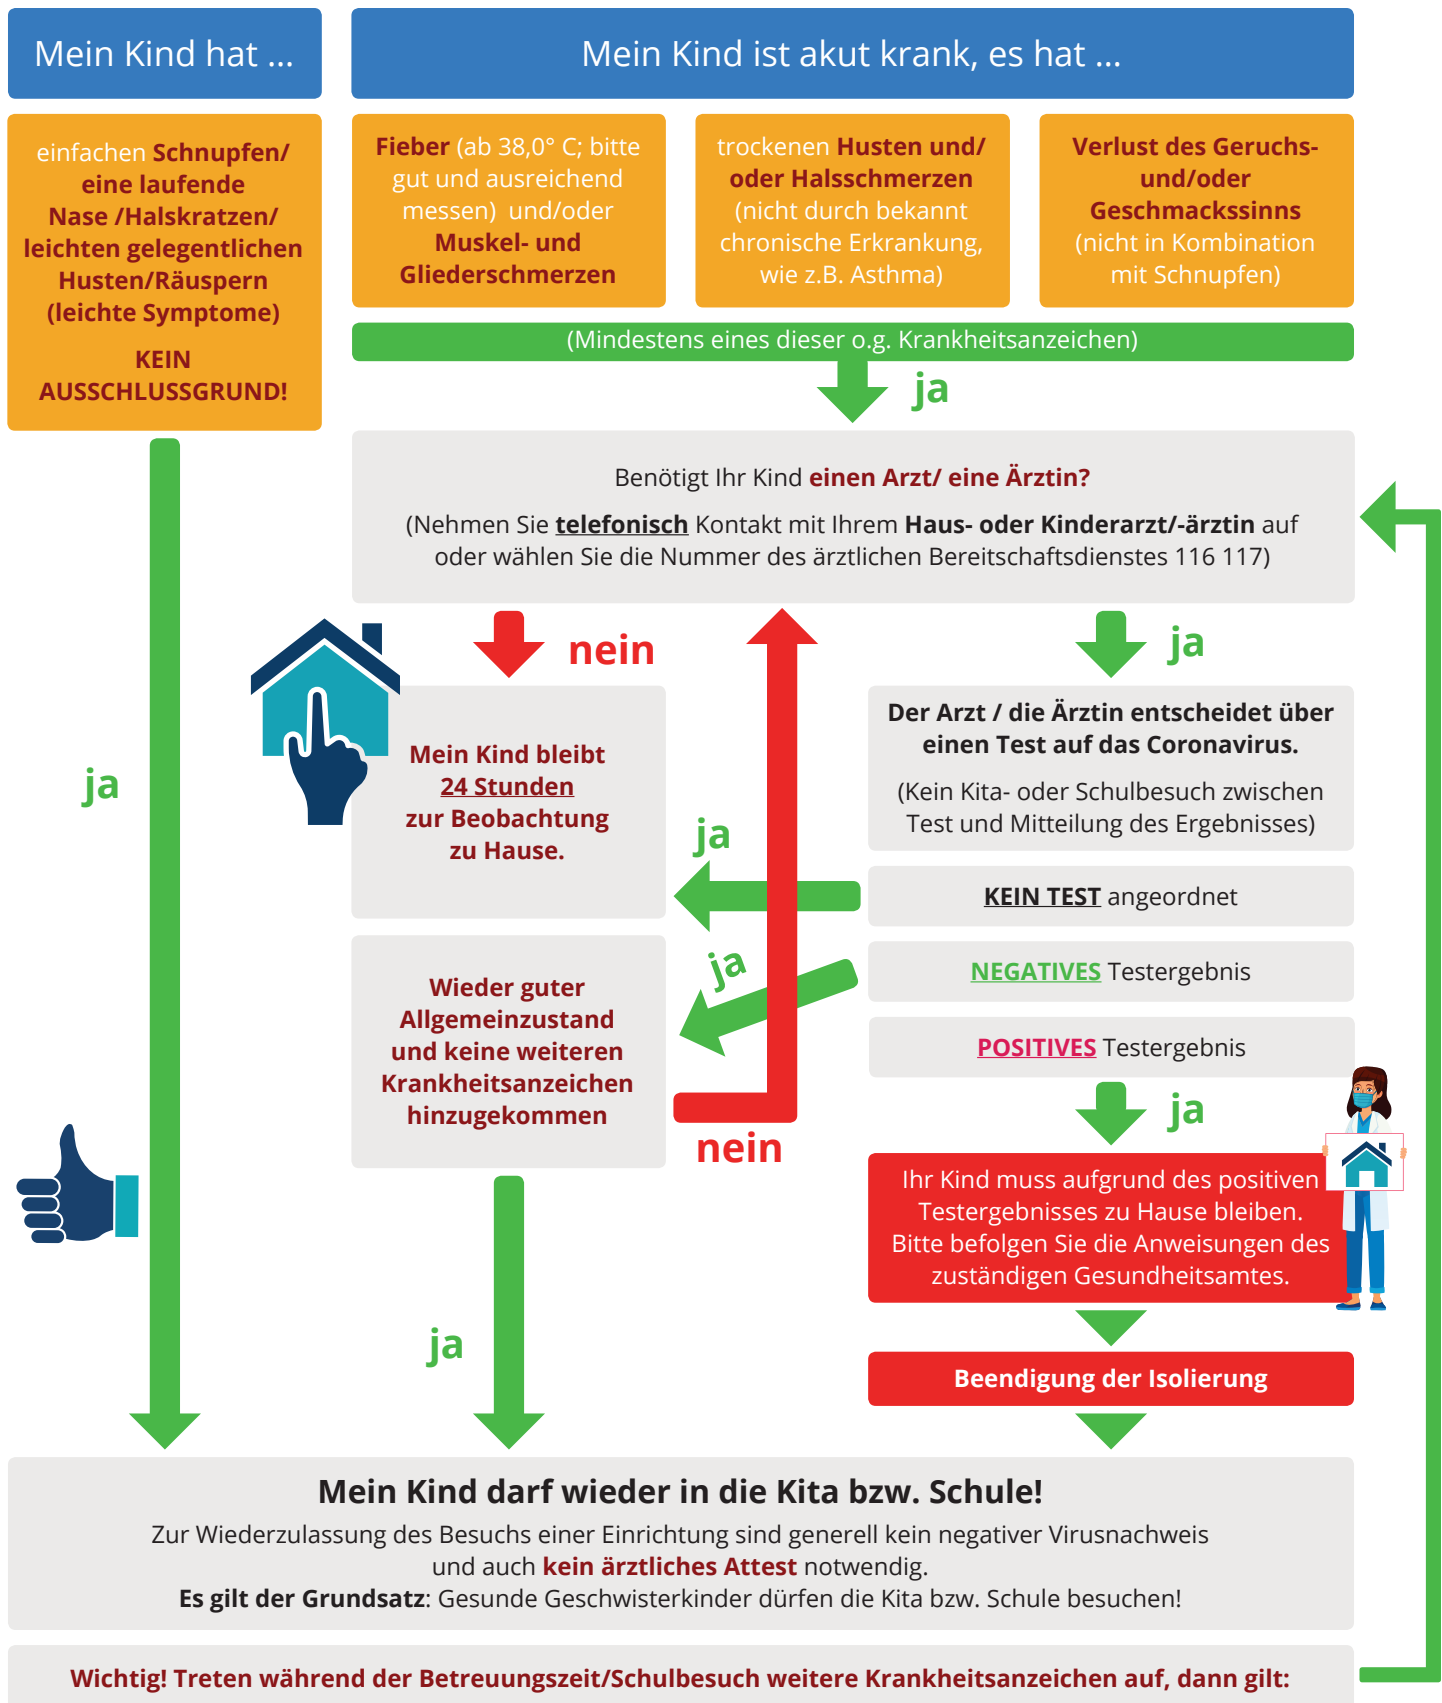 Mein Kind hat ...
Mein Kind ist akut krank, es hat ...
einfachen Schnupfen/
eine laufende
Nase /Halskratzen/
leichten gelegentlichen
Husten/Räuspern
(leichte Symptome)
KEIN
AUSSCHLUSSGRUND!
Fieber (ab 38,0° C; bitte
gut und ausreichend
messen) und/oder
Muskel- und
Gliederschmerzen
trockenen Husten und/
oder Halsschmerzen
(nicht durch bekannt
chronische Erkrankung,
wie z.B. Asthma)
Verlust des Geruchs-
und/oder
Geschmackssinns
(nicht in Kombination
mit Schnupfen)
(Mindestens eines dieser o.g. Krankheitsanzeichen)
ja
Benötigt Ihr Kind einen Arzt/ eine Ärztin?
(Nehmen Sie telefonisch Kontakt mit Ihrem Haus- oder Kinderarzt/-ärztin auf
oder wählen Sie die Nummer des ärztlichen Bereitschaftsdienstes 116 117)
nein
ja
Mein Kind bleibt
24 Stunden
zur Beobachtung
zu Hause.
Der Arzt / die Ärztin entscheidet über
einen Test auf das Coronavirus.
(Kein Kita- oder Schulbesuch zwischen
Test und Mitteilung des Ergebnisses)
ja
ja
KEIN TEST angeordnet
ja
NEGATIVES Testergebnis
Wieder guter
Allgemeinzustand
und keine weiteren
Krankheitsanzeichen
hinzugekommen
POSITIVES Testergebnis
nein
ja
Ihr Kind muss aufgrund des positiven
Testergebnisses zu Hause bleiben.
Bitte befolgen Sie die Anweisungen des
zuständigen Gesundheitsamtes.
ja
Beendigung der Isolierung
Mein Kind darf wieder in die Kita bzw. Schule!
Zur Wiederzulassung des Besuchs einer Einrichtung sind generell kein negativer Virusnachweis
und auch kein ärztliches Attest notwendig.
Es gilt der Grundsatz: Gesunde Geschwisterkinder dürfen die Kita bzw. Schule besuchen!
Wichtig! Treten während der Betreuungszeit/Schulbesuch weitere Krankheitsanzeichen auf, dann gilt: